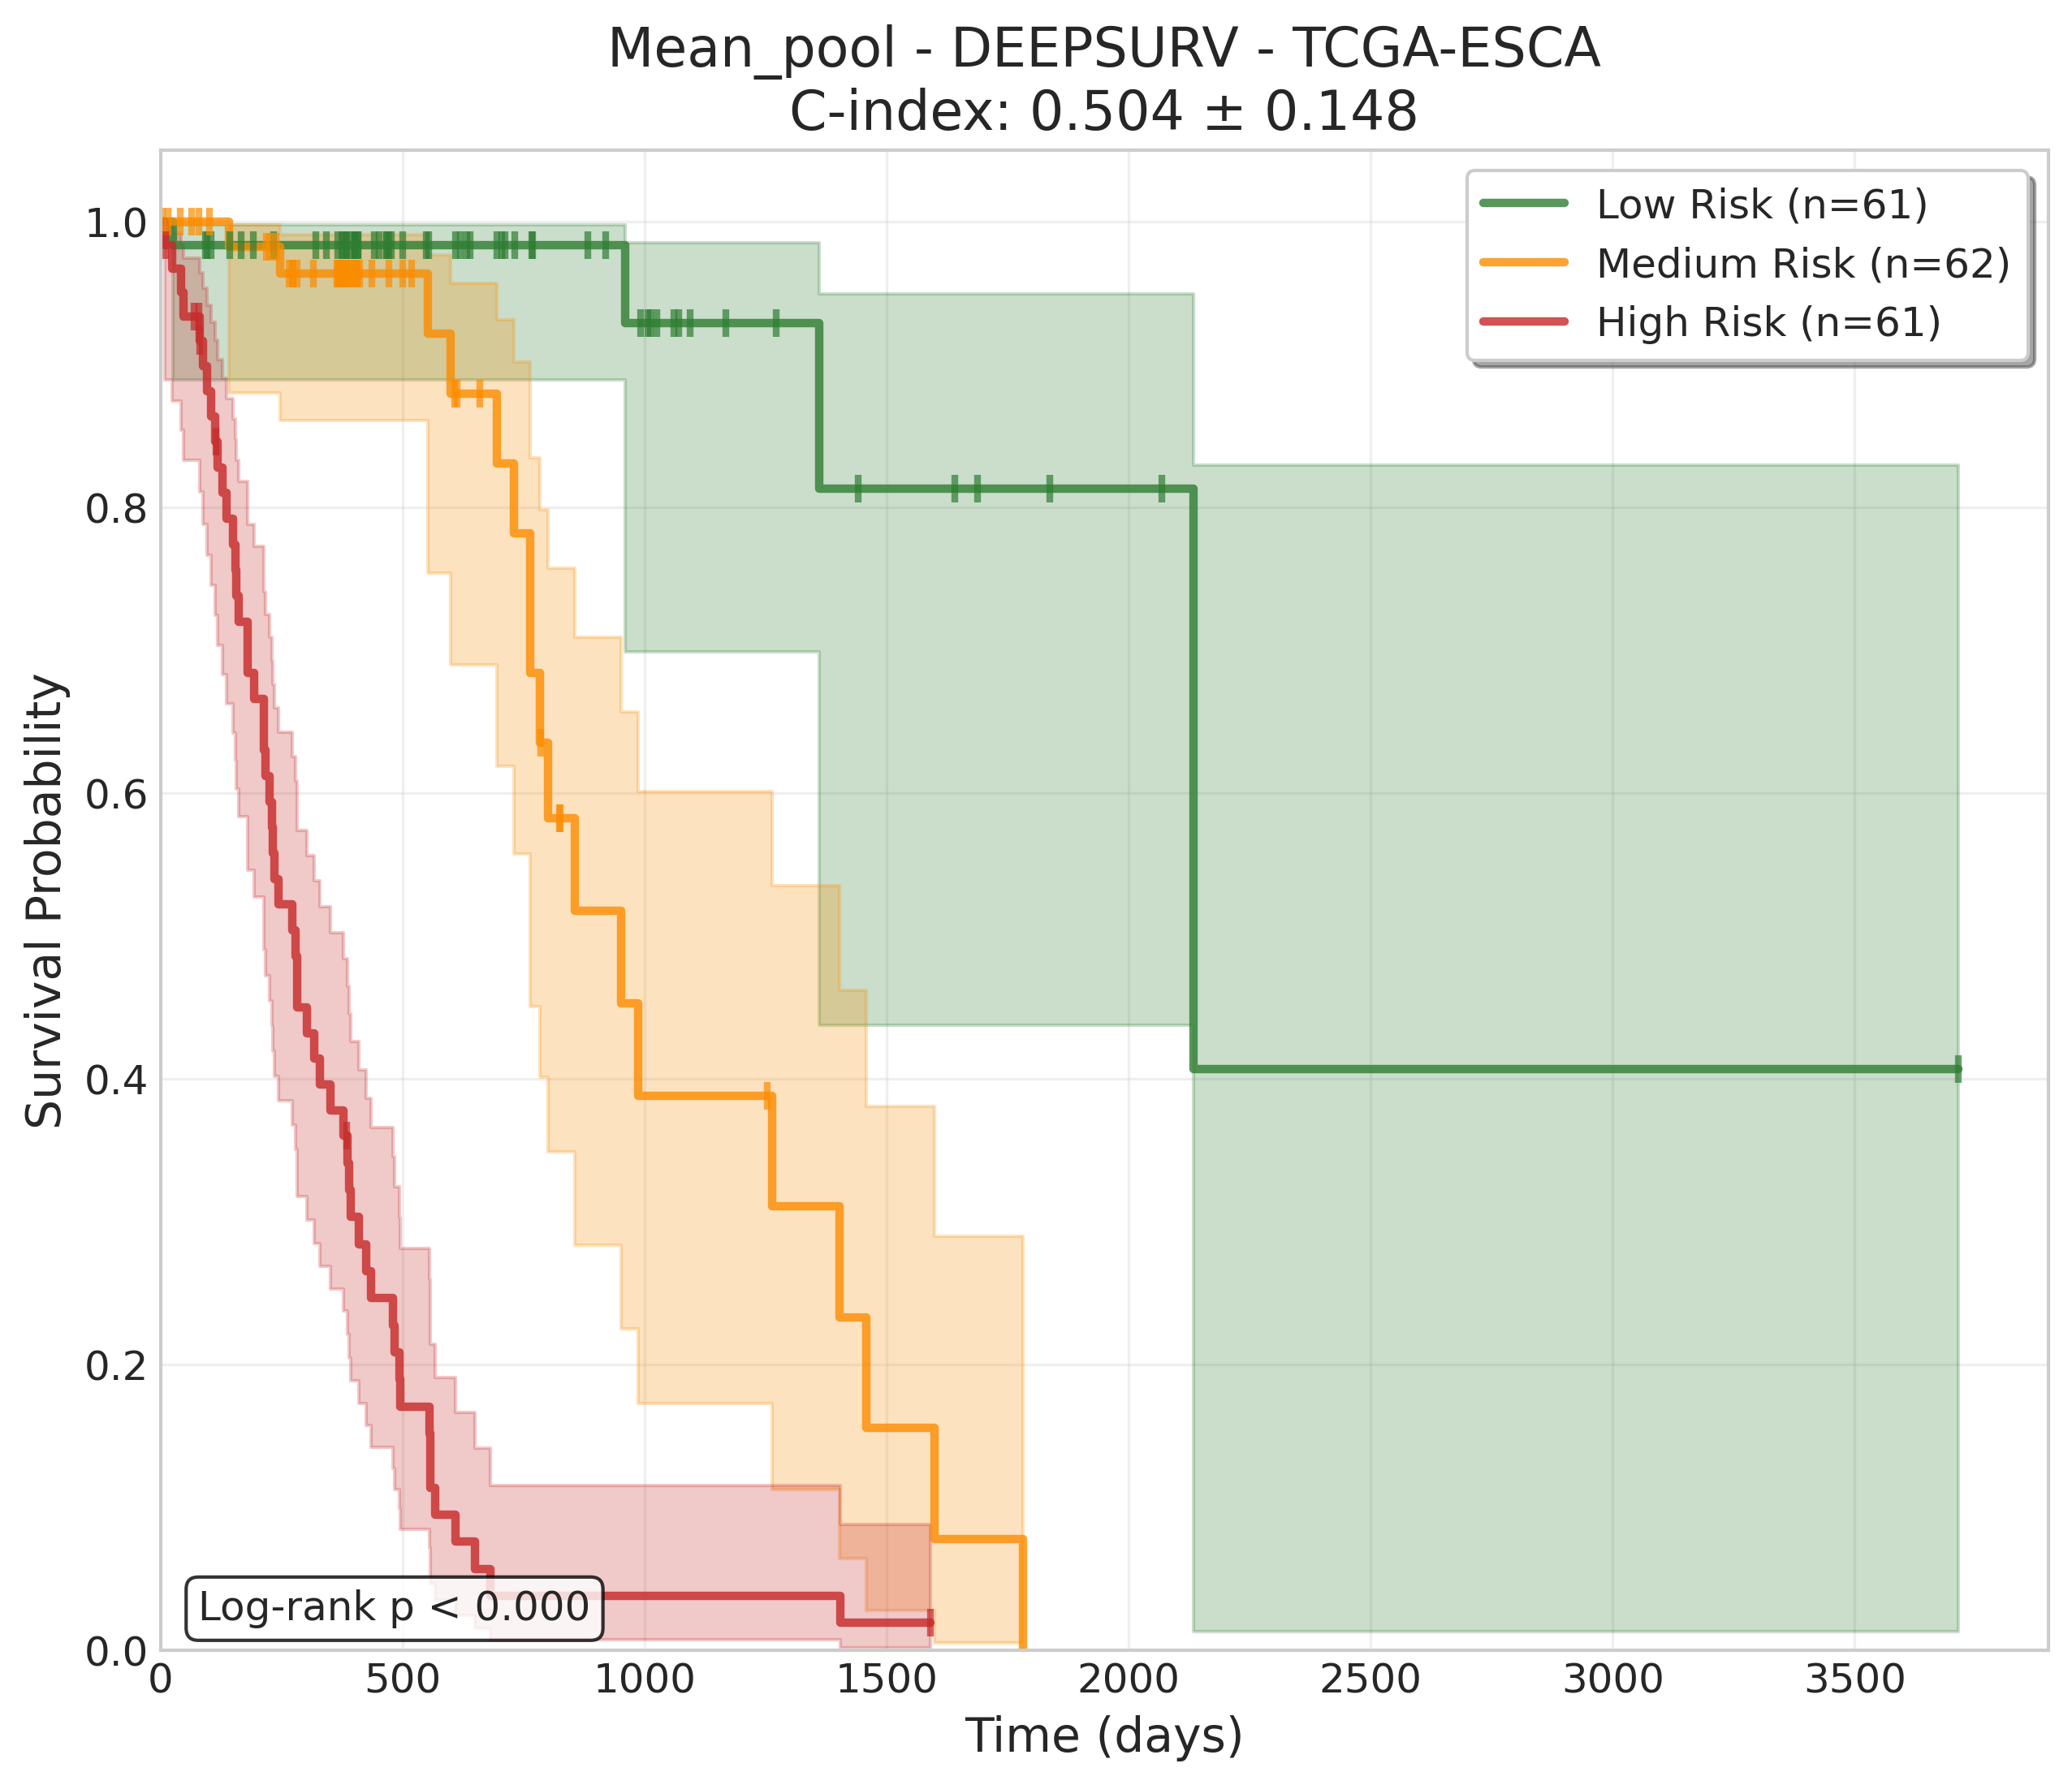 Mean_pool - DEEPSURV - TCGA-ESCA
C-index: 0.504 ± 0.148
Low Risk (n=61)
Medium Risk (n=62)
High Risk (n=61)
Survival Probability
1.0
0.8
0.6
0.4
0.2
0.0
Log-rank p < 0.000
0 500 1000 1500 2000 2500 3000 3500
Time (days)